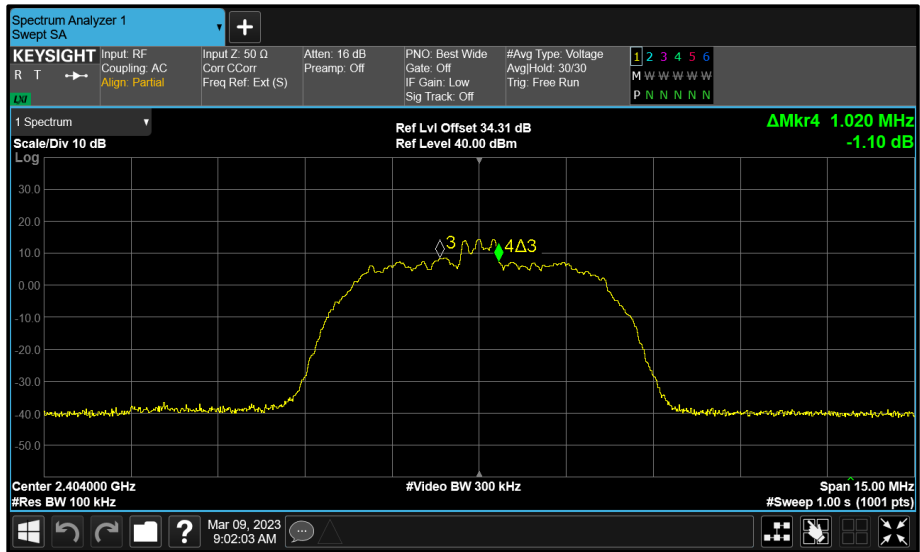 Spectrum Analyzer 1
Swept SA
KEYSIGHT
R T
LXI
Input: RF
Coupling: AC
Align: Partial
Input Z: 50 Ω
Corr CCorr
Freq Ref: Ext (S)
Atten: 16 dB
Preamp: Off
PNO: Best Wide
Gate: Off
IF Gain: Low
Sig Track: Off
#Avg Type: Voltage
Avg|Hold: 30/30
Trig: Free Run
1 2 3 4 5 6
M W W W W W
P N N N N N
1 Spectrum
Scale/Div 10 dB
Ref Lvl Offset 34.31 dB
Ref Level 40.00 dBm
ΔMkr4 1.020 MHz
-1.10 dB
Log
30.0
20.0
10.0
0.00
-10.0
-20.0
-30.0
-40.0
-50.0
3
4Δ3
Center 2.404000 GHz
#Res BW 100 kHz
#Video BW 300 kHz
Span 15.00 MHz
#Sweep 1.00 s (1001 pts)
?
Mar 09, 2023
9:02:03 AM